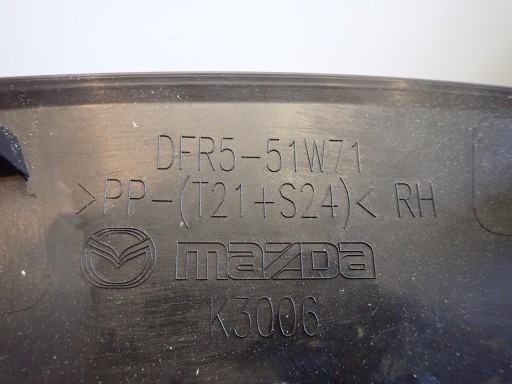 DFR5-51W71
>PP-(T21+S24)< RH
mazda
K3006